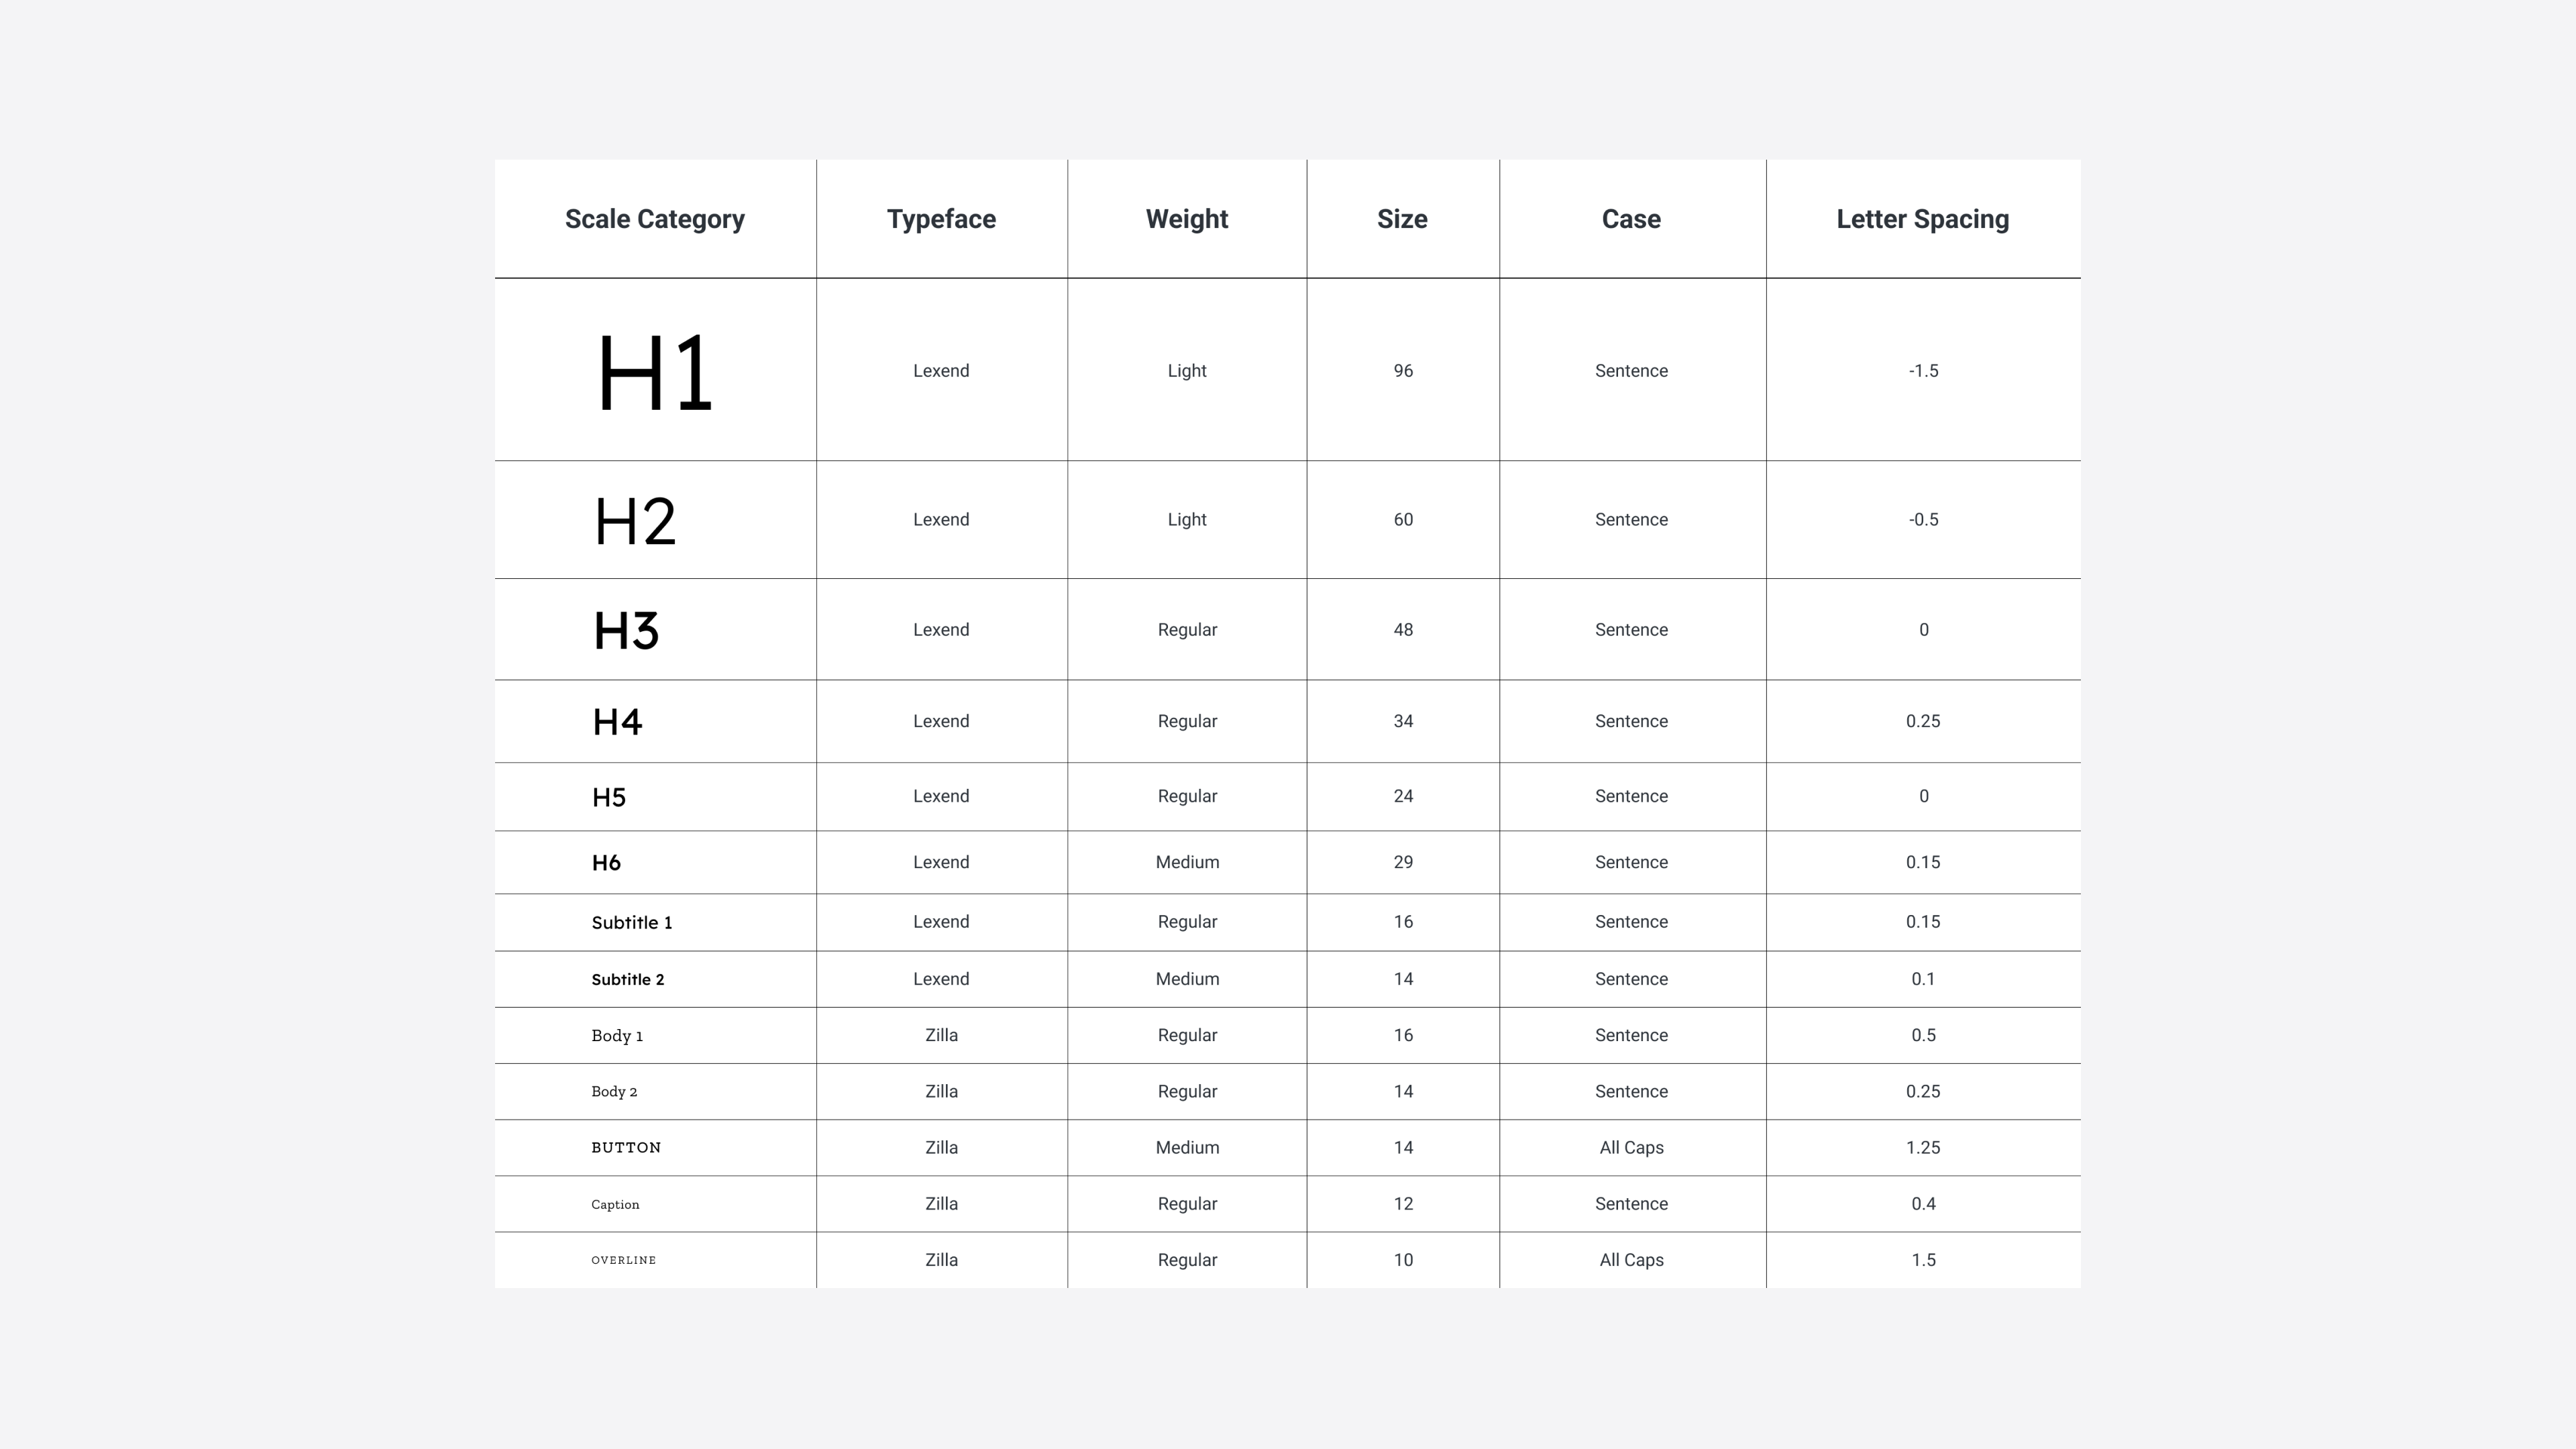 Scale Category Typeface Weight Size Case Letter Spacing
H1 Lexend Light 96 Sentence -1.5
H2 Lexend Light 60 Sentence -0.5
H3 Lexend Regular 48 Sentence 0
H4 Lexend Regular 34 Sentence 0.25
H5 Lexend Regular 24 Sentence 0
H6 Lexend Medium 29 Sentence 0.15
Subtitle 1 Lexend Regular 16 Sentence 0.15
Subtitle 2 Lexend Medium 14 Sentence 0.1
Body 1 Zilla Regular 16 Sentence 0.5
Body 2 Zilla Regular 14 Sentence 0.25
BUTTON Zilla Medium 14 All Caps 1.25
Caption Zilla Regular 12 Sentence 0.4
OVERLINE Zilla Regular 10 All Caps 1.5